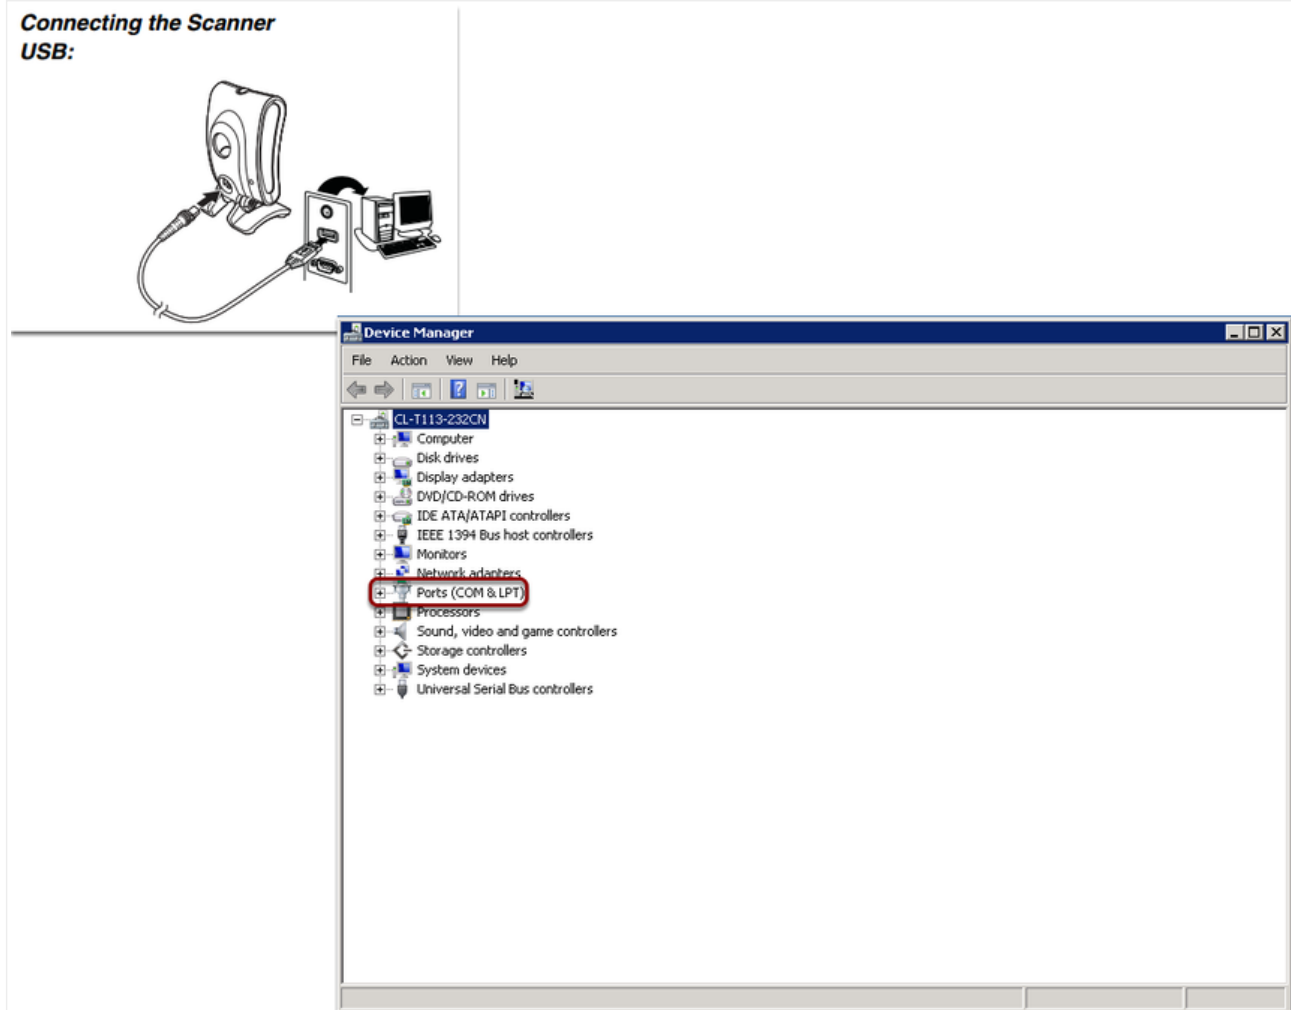 Connecting the Scanner
USB:
Device Manager
File Action View Help
CL-T113-232CN
Computer
Disk drives
Display adapters
DVD/CD-ROM drives
IDE ATA/ATAPI controllers
IEEE 1394 Bus host controllers
Monitors
Network adapters
Ports (COM & LPT)
Processors
Sound, video and game controllers
Storage controllers
System devices
Universal Serial Bus controllers